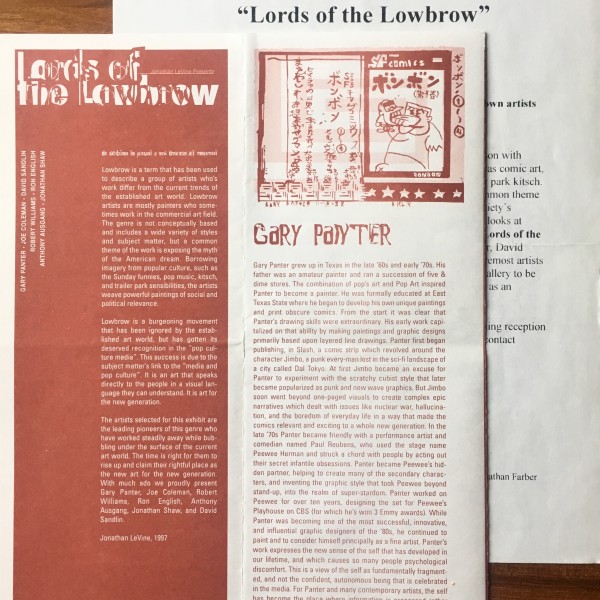 “Lords of the Lowbrow”
Jonathan LeVine Presents
Lords of
the Lowbrow
GARY PANTER • JOE COLEMAN • DAVID SANDLIN
ROBERT WILLIAMS • RON ENGLISH
ANTHONY AUSGANG • JONATHAN SHAW
Lowbrow is a term that has been used
to describe a group of artists who's
work differ from the current trends of
the established art world. Lowbrow
artists are mostly painters who some-
times work in the commercial art field.
The genre is not conceptually based
and includes a wide variety of styles
and subject matter, but a common
theme of the work is exposing the myth
of the American dream. Borrowing
imagery from popular culture, such as
the Sunday funnies, pop music, kitsch,
and trailer park sensibilities, the artists
weave powerful paintings of social and
political relevance.
Lowbrow is a burgeoning movement
that has been ignored by the estab-
lished art world, but has gotten its
deserved recognition in the "pop cul-
ture media". This success is due to the
subject matter's link to the "media and
pop culture". It is an art that speaks
directly to the people in a visual lan-
guage they can understand. It is art for
the new generation.
The artists selected for this exhibit are
the leading pioneers of this genre who
have worked steadily away while bub-
bling under the surface of the current
art world. The time is right for them to
rise up and claim their rightful place as
the new art for the new generation.
With much edo we proudly present
Gary Panter, Joe Coleman, Robert
Williams, Ron English, Anthony
Ausgang, Jonathan Shaw, and David
Sandlin.
Jonathan LeVine, 1997
comics
ボンボン
ボンボン
GARY PANTER
Gary Panter grew up in Texas in the late '60s and early '70s. His
father was an amateur painter and ran a succession of five &
dime stores. The combination of pop's art and Pop Art inspired
Panter to become a painter. He was formally educated at East
Texas State where he began to develop his own unique paintings
and print obscure comics. From the start it was clear that
Panter's drawing skills were extraordinary. His early work capi-
talized on that ability by making paintings and graphic designs
primarily based upon layered line drawings. Panter first began
publishing, in Slash, a comic strip which revolved around the
character Jimbo, a punk every-man lost in the sci-fi landscape of
a city called Dal Tokyo. At first Jimbo became an excuse for
Panter to experiment with the scratchy cubist style that later
became popularized as punk and new wave graphics. But Jimbo
soon went beyond one-paged visuals to create complex epic
narratives which dealt with issues like nuclear war, hallucina-
tion, and the boredom of everyday life in a way that made the
comics relevant and exciting to a whole new generation. In the
late '70s Panter became friendly with a performance artist and
comedian named Paul Reubens, who used the stage name
Peewee Herman and struck a chord with people by acting out
their secret infantile obsessions. Panter became Peewee's hid-
den partner, helping to create many of the secondary charac-
ters, and inventing the graphic style that took Peewee beyond
stand-up, into the realm of super-stardom. Panter worked on
Peewee for over ten years, designing the set for Peewee's
Playhouse on CBS (for which he's won 3 Emmy awards). While
Panter was becoming one of the most successful, innovative,
and influential graphic designers of the '80s, he continued to
paint and to consider himself principally as a fine artist. Panter's
work expresses the new sense of the self that has developed in
our lifetime, and which causes so many people psychological
discomfort. This is a view of the self as fundamentally fragment-
ed, and not the confident, autonomous being that is celebrated
in the media. For Panter and many contemporary artists, the self
has become the place where information is processed rather
own artists
on with
as comic art,
park kitsch.
mon theme
iety's
looks at
Lords of the
r, David
remost artists
allery to be
as an
ing reception
contact
nathan Farber